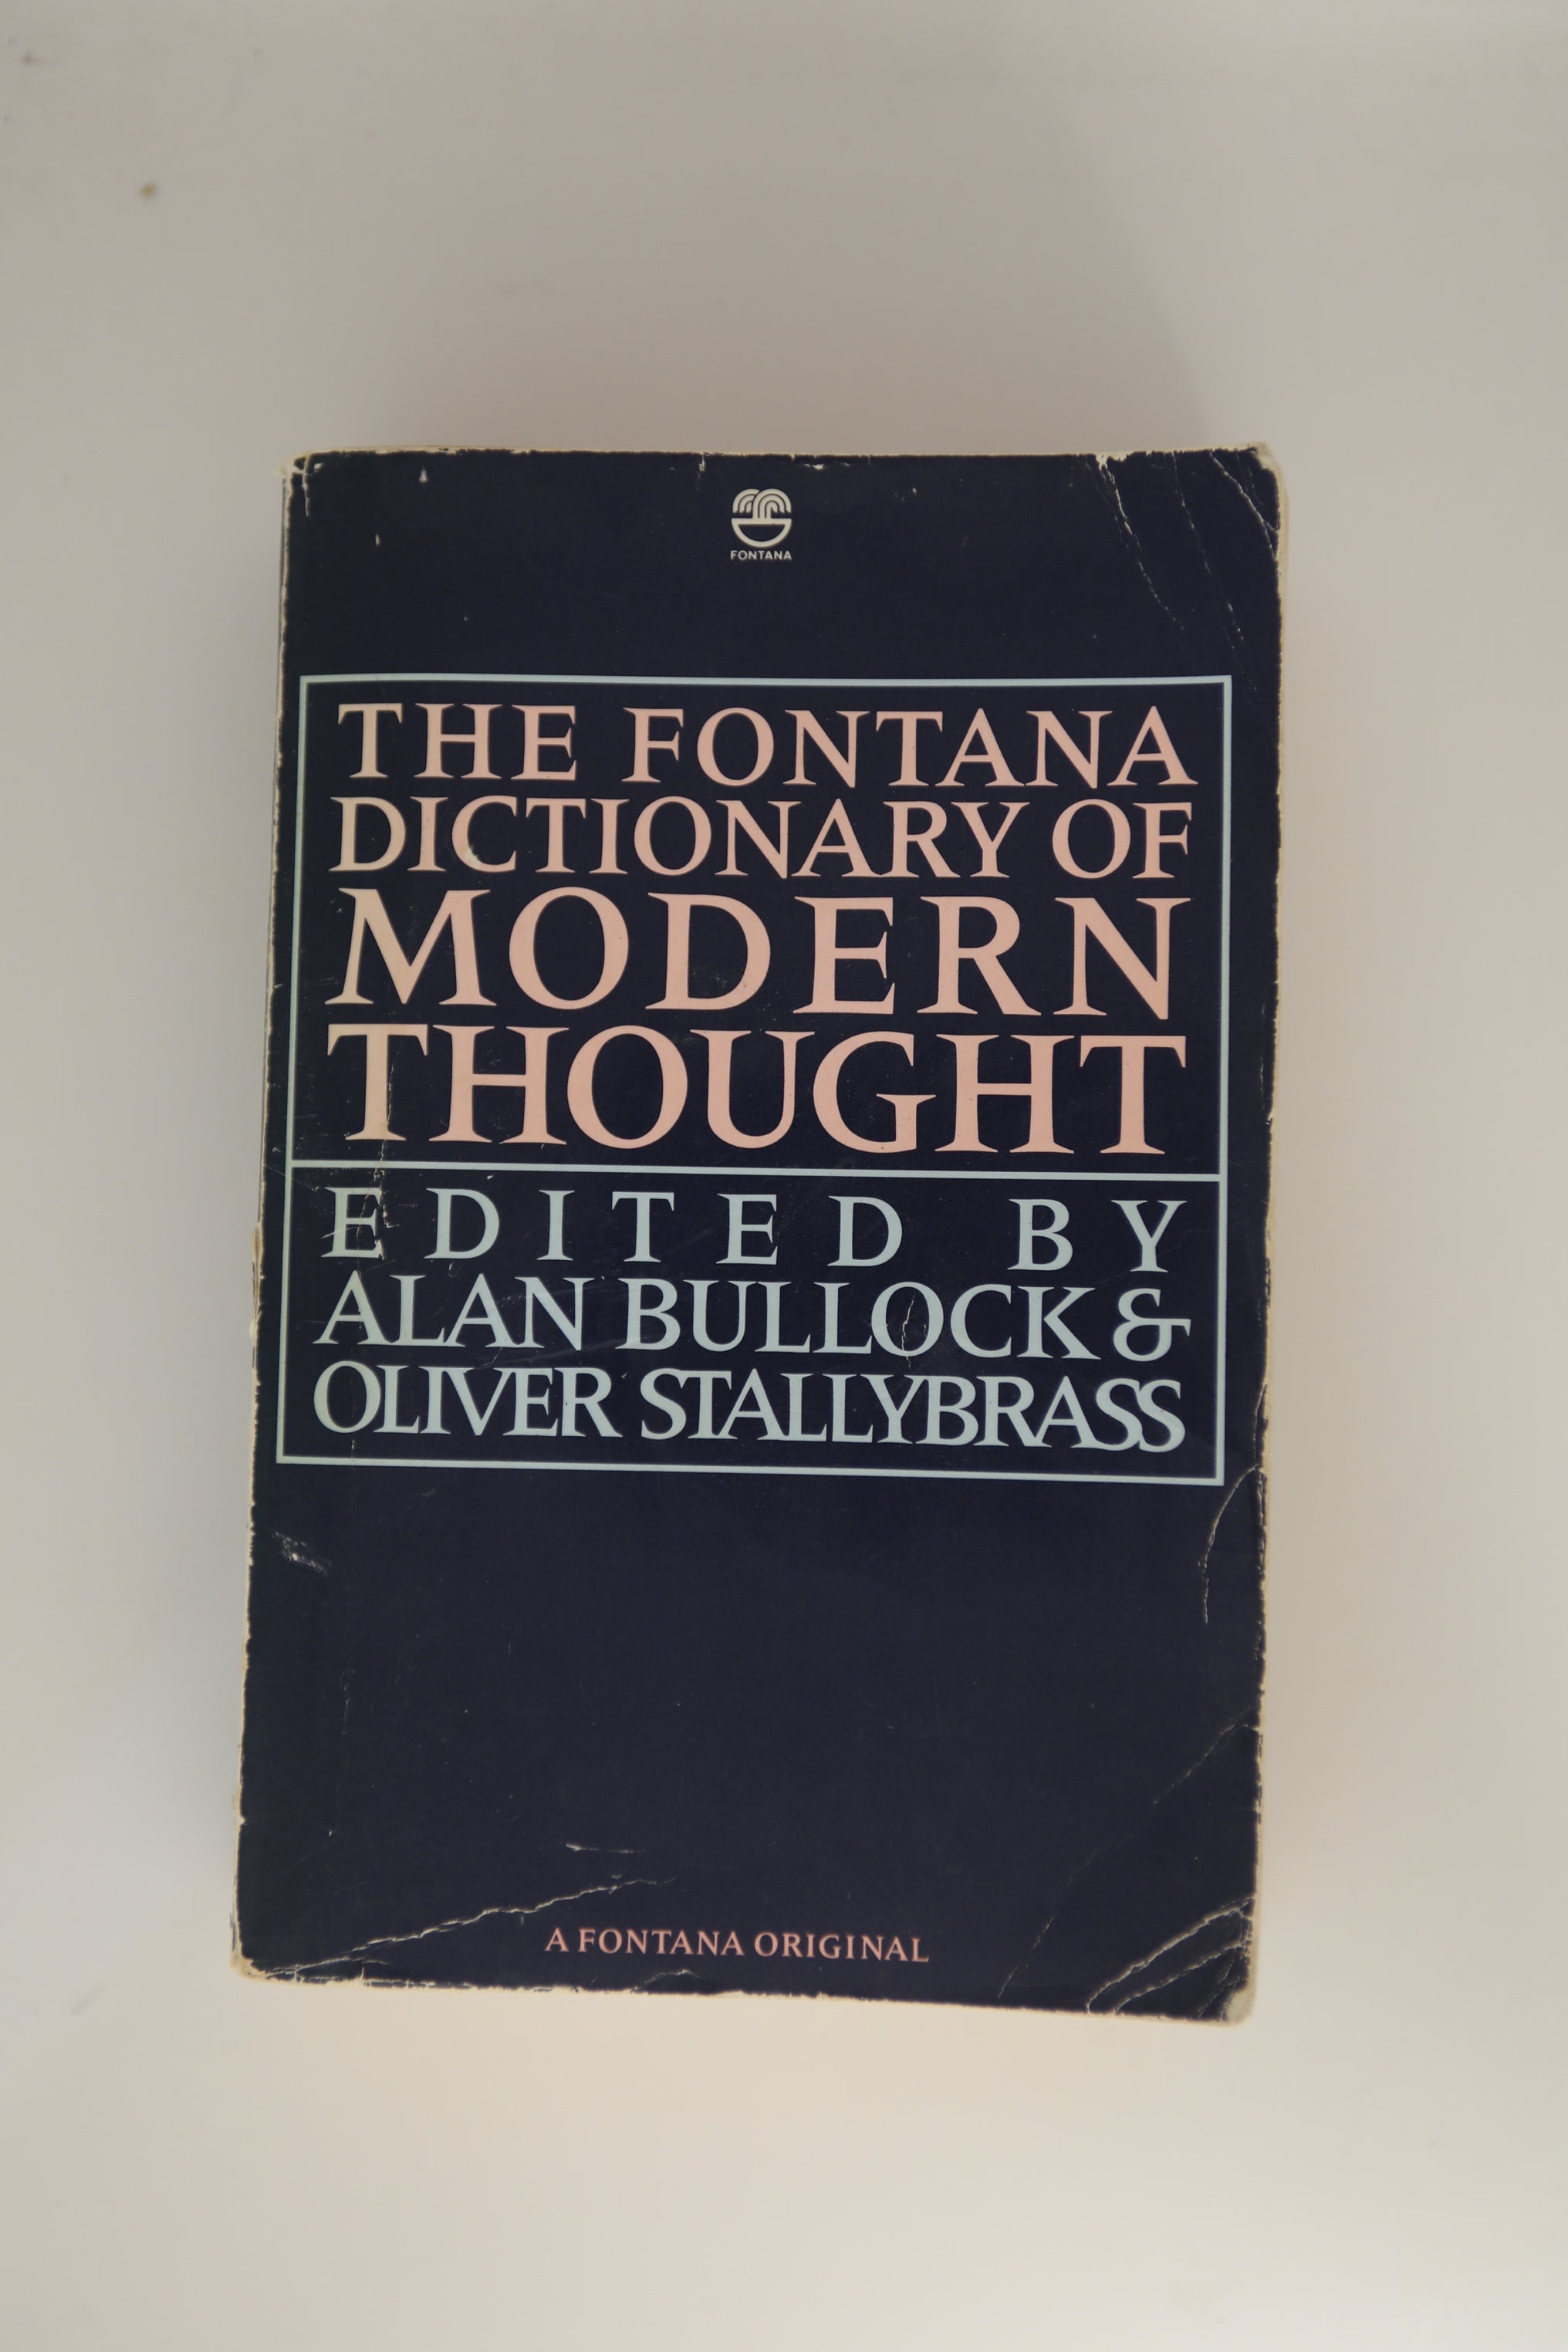 FONTANA
THE FONTANA
DICTIONARY OF
MODERN
THOUGHT
EDITED BY
ALAN BULLOCK &
OLIVER STALLYBRASS
A FONTANA ORIGINAL